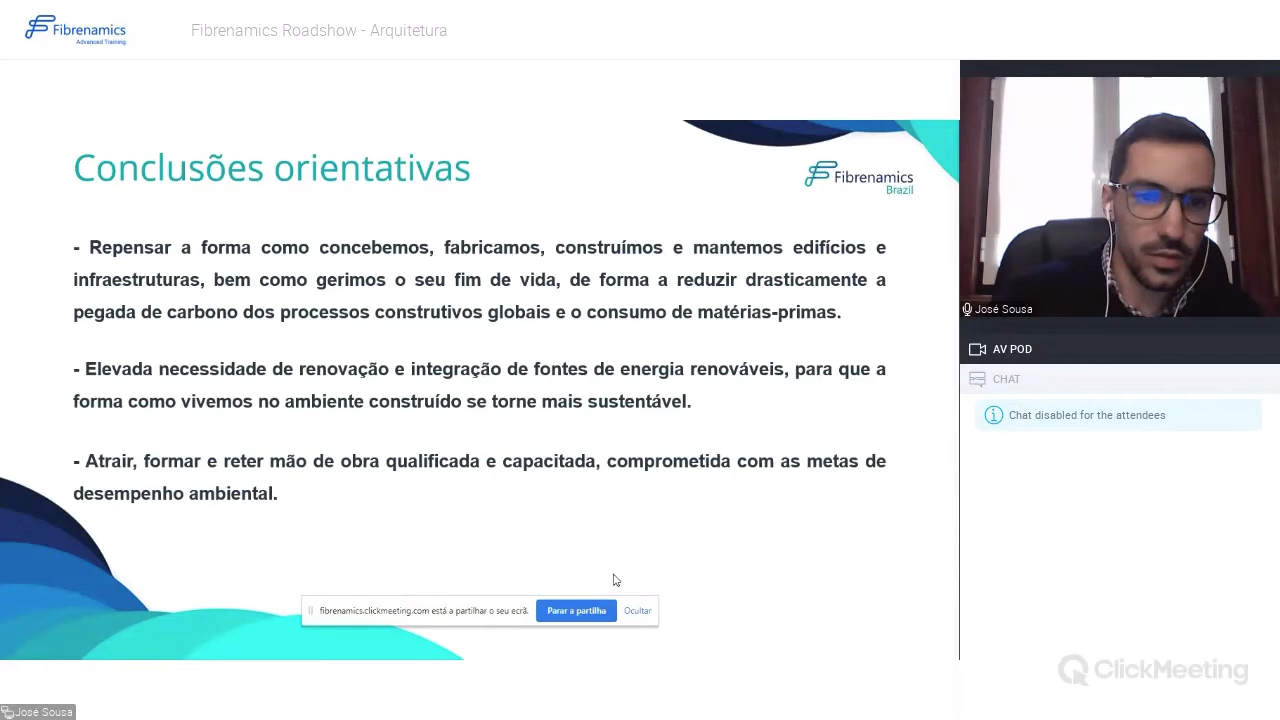 Fibrenamics
Advanced Training
Fibrenamics Roadshow - Arquitetura
Conclusões orientativas
Fibrenamics
Brazil
- Repensar a forma como concebemos, fabricamos, construímos e mantemos edifícios e
infraestruturas, bem como gerimos o seu fim de vida, de forma a reduzir drasticamente a
pegada de carbono dos processos construtivos globais e o consumo de matérias-primas.
- Elevada necessidade de renovação e integração de fontes de energia renováveis, para que a
forma como vivemos no ambiente construído se torne mais sustentável.
- Atrair, formar e reter mão de obra qualificada e capacitada, comprometida com as metas de
desempenho ambiental.
fibrenamics.clickmeeting.com está a partilhar o seu ecrã.
Parar a partilha
Ocultar
José Sousa
AV POD
CHAT
Chat disabled for the attendees
ClickMeeting
José Sousa